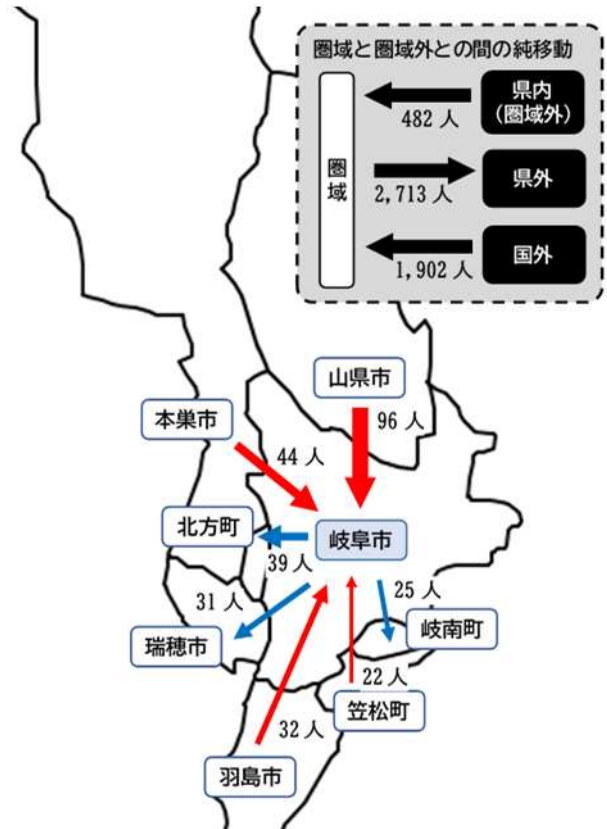 圏域と圏域外との間の純移動
圏域
県内
(圏域外)
482 人
県外
2,713 人
国外
1,902 人
山県市
96 人
本巣市
44 人
北方町
岐阜市
39 人
31 人
25 人
岐南町
瑞穂市
22 人
笠松町
32 人
羽島市